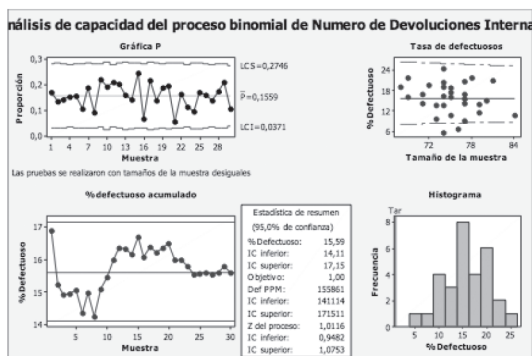 nálisis de capacidad del proceso binomial de Numero de Devoluciones Interna
Gráfica P
Proporción
0,3
0,2
0,1
0,0
1 4 7 10 13 16 19 22 25 28
Muestra
LCS=0,2746
P=0,1559
LCI=0,0371
Las pruebas se realizaron con tamaños de la muestra desiguales
Tasa de defectuosos
%Defectuoso
24
18
12
6
72 78 84
Tamaño de la muestra
%defectuoso acumulado
%Defectuoso
17
16
15
14
0 10 20 30
Muestra
Estadística de resumen
(95,0% de confianza)
%Defectuoso: 15,59
IC inferior: 14,11
IC superior: 17,15
Objetivo: 1,00
Def PPM: 155861
IC inferior: 141114
IC superior: 171511
Z del proceso: 1,0116
IC inferior: 0,9482
IC superior: 1,0753
Histograma
Tar
Frecuencia
8
6
4
2
0
5 10 15 20 25
%Defectuoso